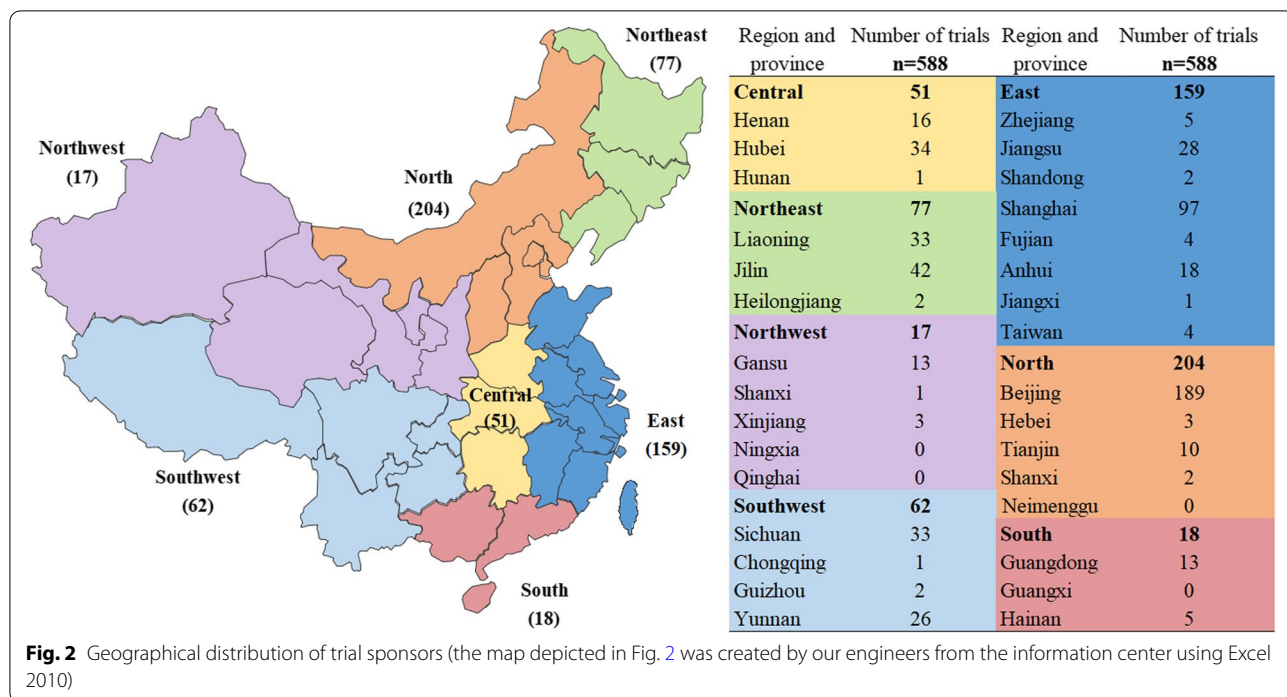 Northeast
(77)
Northwest
(17)
North
(204)
Central
(51)
East
(159)
Southwest
(62)
South
(18)
Region and province Number of trials n=588 Region and province Number of trials n=588
Central 51 East 159
Henan 16 Zhejiang 5
Hubei 34 Jiangsu 28
Hunan 1 Shandong 2
Northeast 77 Shanghai 97
Liaoning 33 Fujian 4
Jilin 42 Anhui 18
Heilongjiang 2 Jiangxi 1
Northwest 17 Taiwan 4
Gansu 13 North 204
Shanxi 1 Beijing 189
Xinjiang 3 Hebei 3
Ningxia 0 Tianjin 10
Qinghai 0 Shanxi 2
Southwest 62 Neimenggu 0
Sichuan 33 South 18
Chongqing 1 Guangdong 13
Guizhou 2 Guangxi 0
Yunnan 26 Hainan 5
Fig. 2 Geographical distribution of trial sponsors (the map depicted in Fig. 2 was created by our engineers from the information center using Excel
2010)